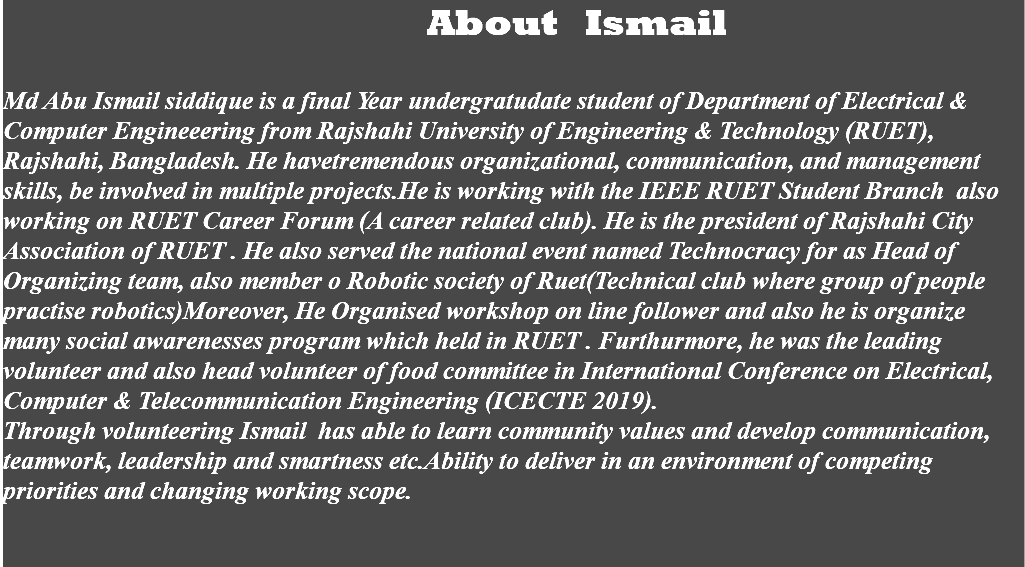 About Ismail
Md Abu Ismail siddique is a final Year undergratudate student of Department of Electrical &
Computer Engineeering from Rajshahi University of Engineering & Technology (RUET),
Rajshahi, Bangladesh. He havetremendous organizational, communication, and management
skills, be involved in multiple projects.He is working with the IEEE RUET Student Branch also
working on RUET Career Forum (A career related club). He is the president of Rajshahi City
Association of RUET . He also served the national event named Technocracy for as Head of
Organizing team, also member o Robotic society of Ruet(Technical club where group of people
practise robotics)Moreover, He Organised workshop on line follower and also he is organize
many social awarenesses program which held in RUET . Furthurmore, he was the leading
volunteer and also head volunteer of food committee in International Conference on Electrical,
Computer & Telecommunication Engineering (ICECTE 2019).
Through volunteering Ismail has able to learn community values and develop communication,
teamwork, leadership and smartness etc.Ability to deliver in an environment of competing
priorities and changing working scope.